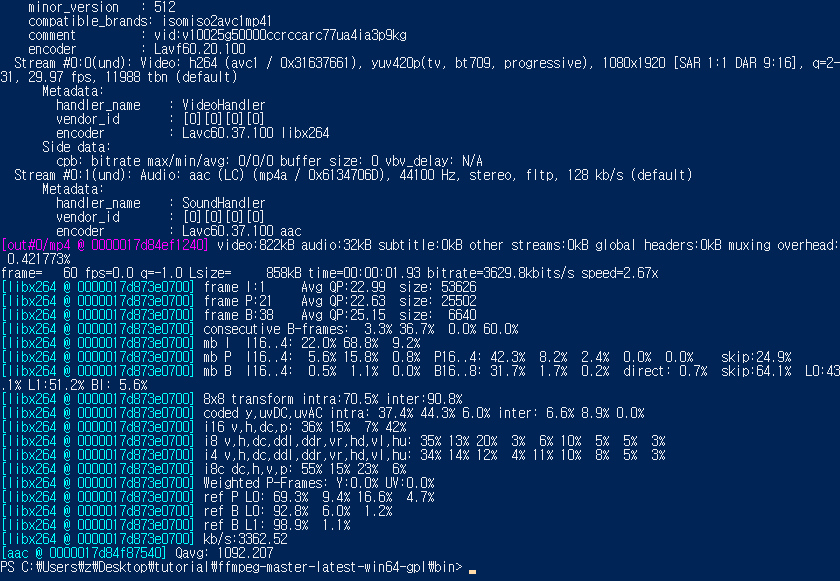 minor_version   : 512
    compatible_brands: isomiso2avc1mp41
    comment         : vid:v10025g50000ccrccarc77ua4ia3p9kg
    encoder         : Lavf60.20.100
  Stream #0:0(und): Video: h264 (avc1 / 0x31637661), yuv420p(tv, bt709, progressive), 1080x1920 [SAR 1:1 DAR 9:16], q=2-
31, 29.97 fps, 11988 tbn (default)
      Metadata:
        handler_name    : VideoHandler
        vendor_id       : [0][0][0][0]
        encoder         : Lavc60.37.100 libx264
      Side data:
        cpb: bitrate max/min/avg: 0/0/0 buffer size: 0 vbv_delay: N/A
  Stream #0:1(und): Audio: aac (LC) (mp4a / 0x6134706D), 44100 Hz, stereo, fltp, 128 kb/s (default)
      Metadata:
        handler_name    : SoundHandler
        vendor_id       : [0][0][0][0]
        encoder         : Lavc60.37.100 aac
[out#0/mp4 @ 0000017d84ef1240] video:822kB audio:32kB subtitle:0kB other streams:0kB global headers:0kB muxing overhead:
 0.421773%
frame=   60 fps=0.0 q=-1.0 Lsize=     858kB time=00:00:01.93 bitrate=3629.8kbits/s speed=2.67x
[libx264 @ 0000017d873e0700] frame I:1     Avg QP:22.99  size: 53626
[libx264 @ 0000017d873e0700] frame P:21    Avg QP:22.63  size: 25502
[libx264 @ 0000017d873e0700] frame B:38    Avg QP:25.15  size:  6640
[libx264 @ 0000017d873e0700] consecutive B-frames:  3.3% 36.7%  0.0% 60.0%
[libx264 @ 0000017d873e0700] mb I  I16..4: 22.0% 68.8%  9.2%
[libx264 @ 0000017d873e0700] mb P  I16..4:  5.6% 15.8%  0.8%  P16..4: 42.3%  8.2%  2.4%  0.0%  0.0%    skip:24.9%
[libx264 @ 0000017d873e0700] mb B  I16..4:  0.5%  1.1%  0.0%  B16..8: 31.7%  1.7%  0.2%  direct: 0.7%  skip:64.1%  L0:43
.1% L1:51.2% BI: 5.6%
[libx264 @ 0000017d873e0700] 8x8 transform intra:70.5% inter:90.8%
[libx264 @ 0000017d873e0700] coded y,uvDC,uvAC intra: 37.4% 44.3% 6.0% inter: 6.6% 8.9% 0.0%
[libx264 @ 0000017d873e0700] i16 v,h,dc,p: 36% 15%  7% 42%
[libx264 @ 0000017d873e0700] i8 v,h,dc,ddl,ddr,vr,hd,vl,hu: 35% 13% 20%  3%  6% 10%  5%  5%  3%
[libx264 @ 0000017d873e0700] i4 v,h,dc,ddl,ddr,vr,hd,vl,hu: 34% 14% 12%  4% 11% 10%  8%  5%  3%
[libx264 @ 0000017d873e0700] i8c dc,h,v,p: 55% 15% 23%  6%
[libx264 @ 0000017d873e0700] Weighted P-Frames: Y:0.0% UV:0.0%
[libx264 @ 0000017d873e0700] ref P L0: 69.3%  9.4% 16.6%  4.7%
[libx264 @ 0000017d873e0700] ref B L0: 92.8%  6.0%  1.2%
[libx264 @ 0000017d873e0700] ref B L1: 98.9%  1.1%
[libx264 @ 0000017d873e0700] kb/s:3362.52
[aac @ 0000017d84f87540] Qavg: 1092.207
PS C:₩Users₩z₩Desktop₩tutorial₩ffmpeg-master-latest-win64-gpl₩bin> _